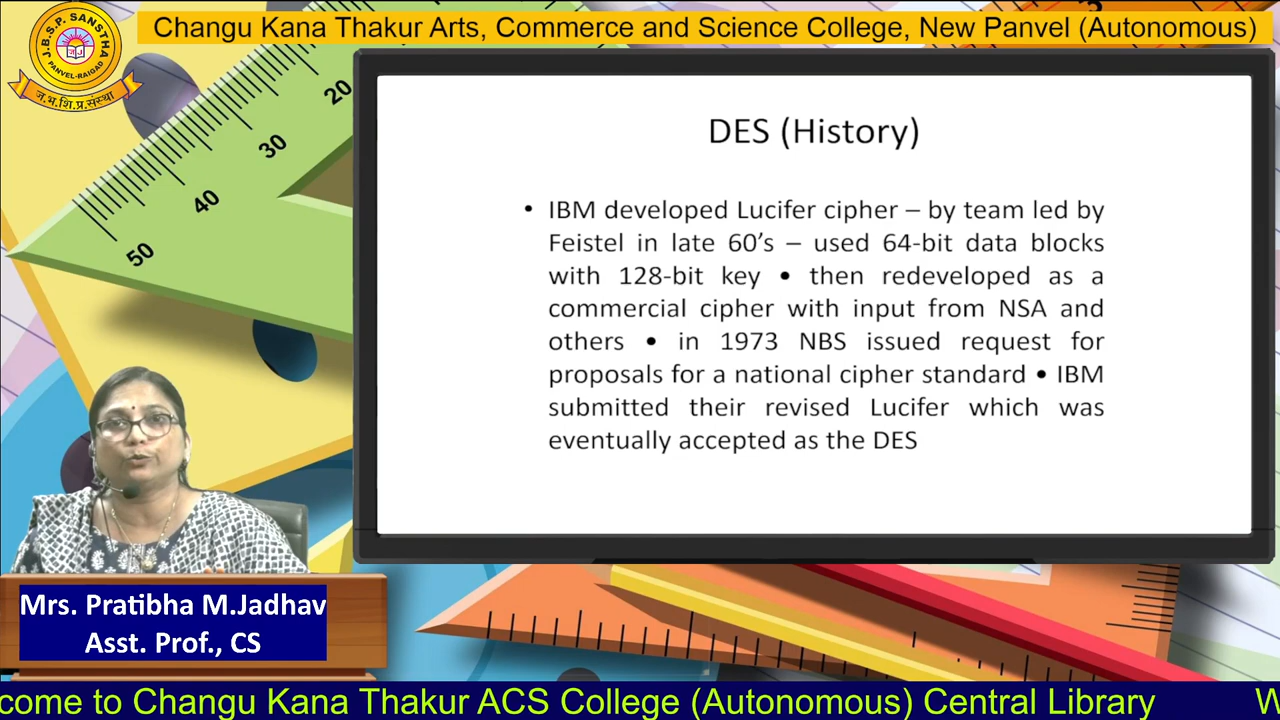 Changu Kana Thakur Arts, Commerce and Science College, New Panvel (Autonomous)
J.B.S.P. SANSTHA
PANVEL-RAIGAD
ज.भ.शि.प्र.संस्था
20
30
40
50
DES (History)
• IBM developed Lucifer cipher – by team led by
Feistel in late 60's – used 64-bit data blocks
with 128-bit key • then redeveloped as a
commercial cipher with input from NSA and
others • in 1973 NBS issued request for
proposals for a national cipher standard • IBM
submitted their revised Lucifer which was
eventually accepted as the DES
Mrs. Pratibha M.Jadhav
Asst. Prof., CS
come to Changu Kana Thakur ACS College (Autonomous) Central Library W